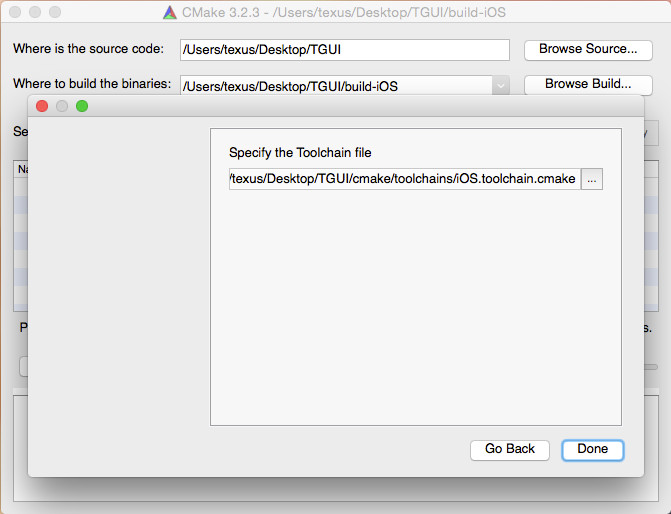 CMake 3.2.3 - /Users/texus/Desktop/TGUI/build-iOS
Where is the source code: /Users/texus/Desktop/TGUI Browse Source...
Where to build the binaries: /Users/texus/Desktop/TGUI/build-iOS Browse Build...
Specify the Toolchain file
/texus/Desktop/TGUI/cmake/toolchains/iOS.toolchain.cmake ...
Go Back Done